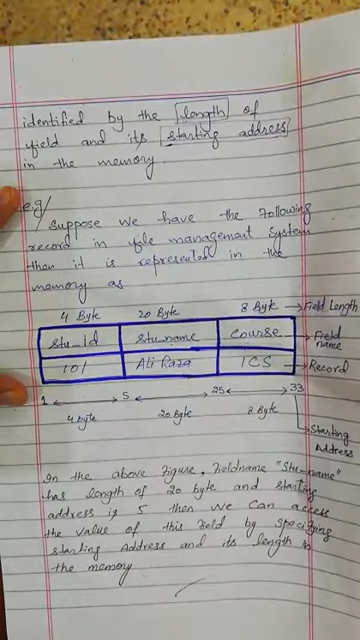 identified by the length of
field and its starting address
in the memory.
e.g/
Suppose we have the following
record in file management system
then it is represented in the
memory as
4 Byte 20 Byte 8 Byte → Field Length
stu_id stu_name course → Field name
101 Ali Raza ICS → Record
1 5 25 33
4 byte 20 Byte 8 Byte
Starting
Address
In the above figure, Fieldname "Stu_name"
has length of 20 byte and starting
address is 5 then we can access
the value of this field by specifying
starting Address and its length in
the memory